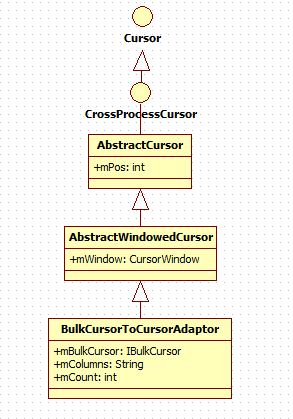 Cursor
CrossProcessCursor
AbstractCursor
+mPos: int
AbstractWindowedCursor
+mWindow: CursorWindow
BulkCursorToCursorAdaptor
+mBulkCursor: IBulkCursor
+mColumns: String
+mCount: int